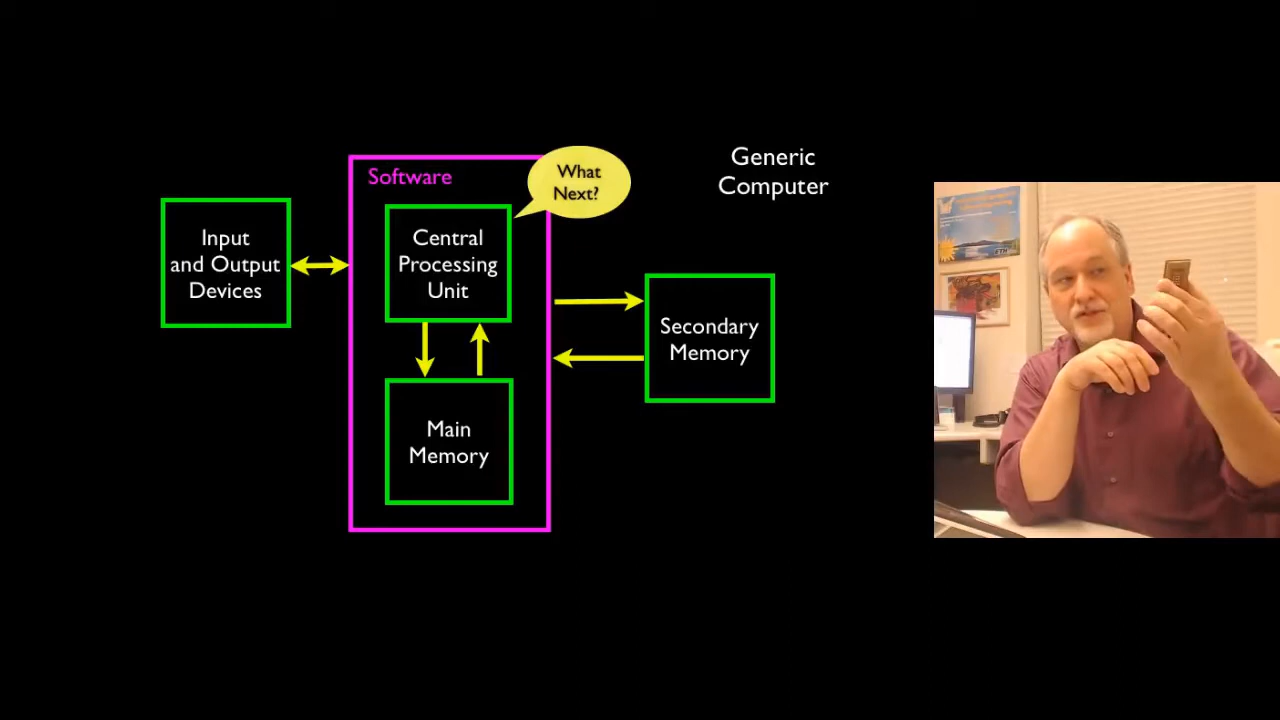 Generic
Computer
Software
What
Next?
Input
and Output
Devices
Central
Processing
Unit
Secondary
Memory
Main
Memory